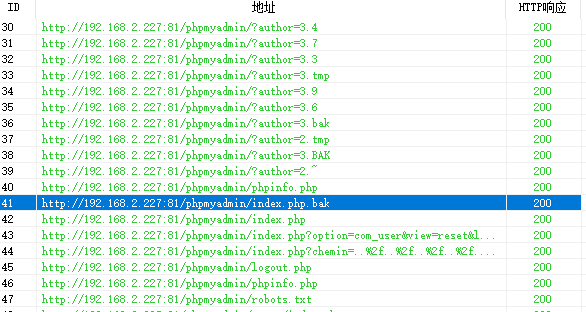 ID 地址 HTTP响应
30 http://192.168.2.227:81/phpmyadmin/?author=3.4 200
31 http://192.168.2.227:81/phpmyadmin/?author=3.7 200
32 http://192.168.2.227:81/phpmyadmin/?author=3.3 200
33 http://192.168.2.227:81/phpmyadmin/?author=3.tmp 200
34 http://192.168.2.227:81/phpmyadmin/?author=3.9 200
35 http://192.168.2.227:81/phpmyadmin/?author=3.6 200
36 http://192.168.2.227:81/phpmyadmin/?author=3.bak 200
37 http://192.168.2.227:81/phpmyadmin/?author=2.tmp 200
38 http://192.168.2.227:81/phpmyadmin/?author=3.BAK 200
39 http://192.168.2.227:81/phpmyadmin/?author=2.~ 200
40 http://192.168.2.227:81/phpmyadmin/phpinfo.php 200
41 http://192.168.2.227:81/phpmyadmin/index.php.bak 200
42 http://192.168.2.227:81/phpmyadmin/index.php 200
43 http://192.168.2.227:81/phpmyadmin/index.php?option=com_user&view=reset&l... 200
44 http://192.168.2.227:81/phpmyadmin/index.php?chemin=..%2f..%2f..%2f..%2f.... 200
45 http://192.168.2.227:81/phpmyadmin/logout.php 200
46 http://192.168.2.227:81/phpmyadmin/phpinfo.php 200
47 http://192.168.2.227:81/phpmyadmin/robots.txt 200